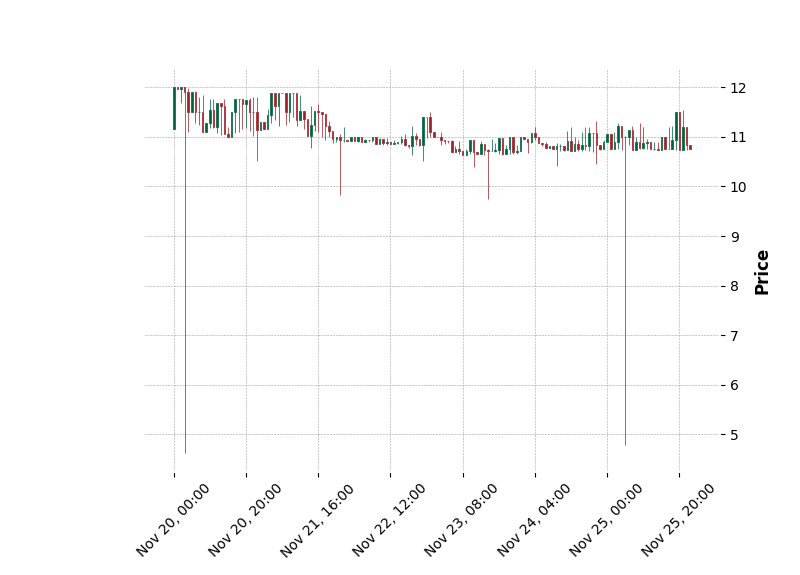 12
11
10
9
8
7
6
5
Price
Nov 20, 00:00
Nov 20, 20:00
Nov 21, 16:00
Nov 22, 12:00
Nov 23, 08:00
Nov 24, 04:00
Nov 25, 00:00
Nov 25, 20:00